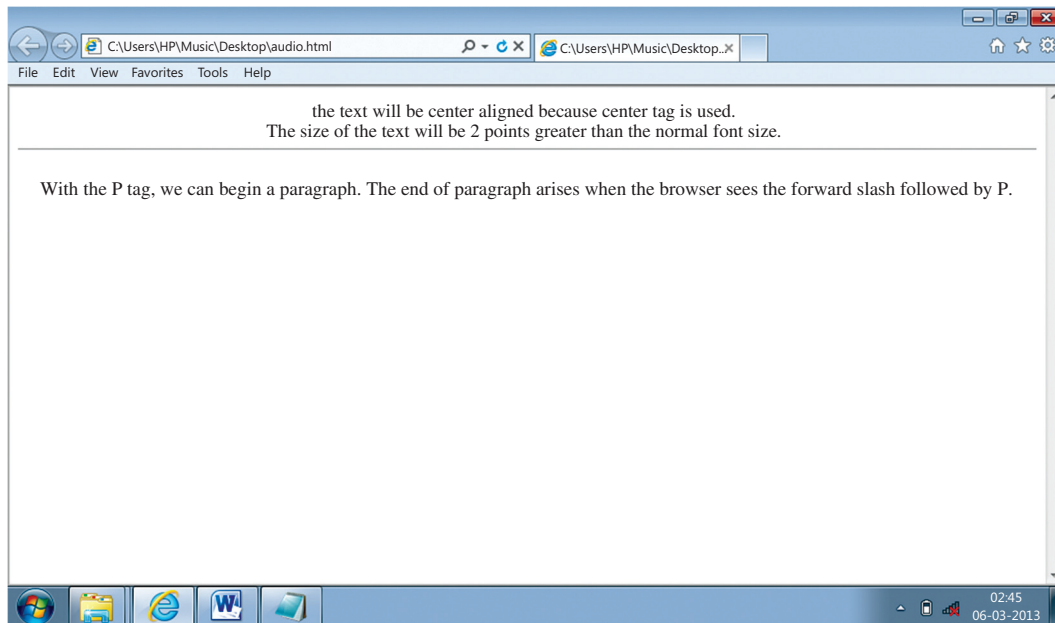 C:\Users\HP\Music\Desktop\audio.html
C:\Users\HP\Music\Desktop..
File Edit View Favorites Tools Help
the text will be center aligned because center tag is used.
The size of the text will be 2 points greater than the normal font size.
With the P tag, we can begin a paragraph. The end of paragraph arises when the browser sees the forward slash followed by P.
W
02:45
06-03-2013